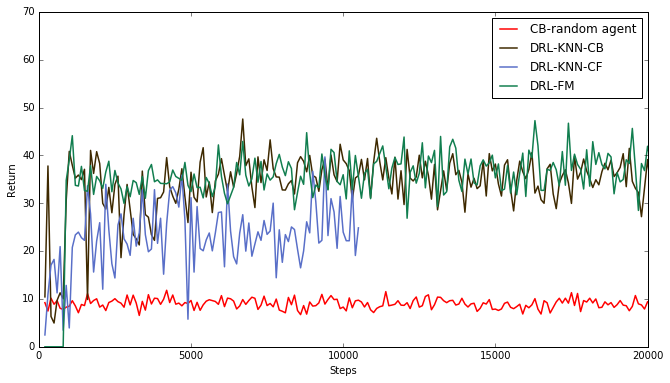 70
60
50
40
30
20
10
0
Return
0
5000
10000
15000
20000
Steps
CB-random agent
DRL-KNN-CB
DRL-KNN-CF
DRL-FM